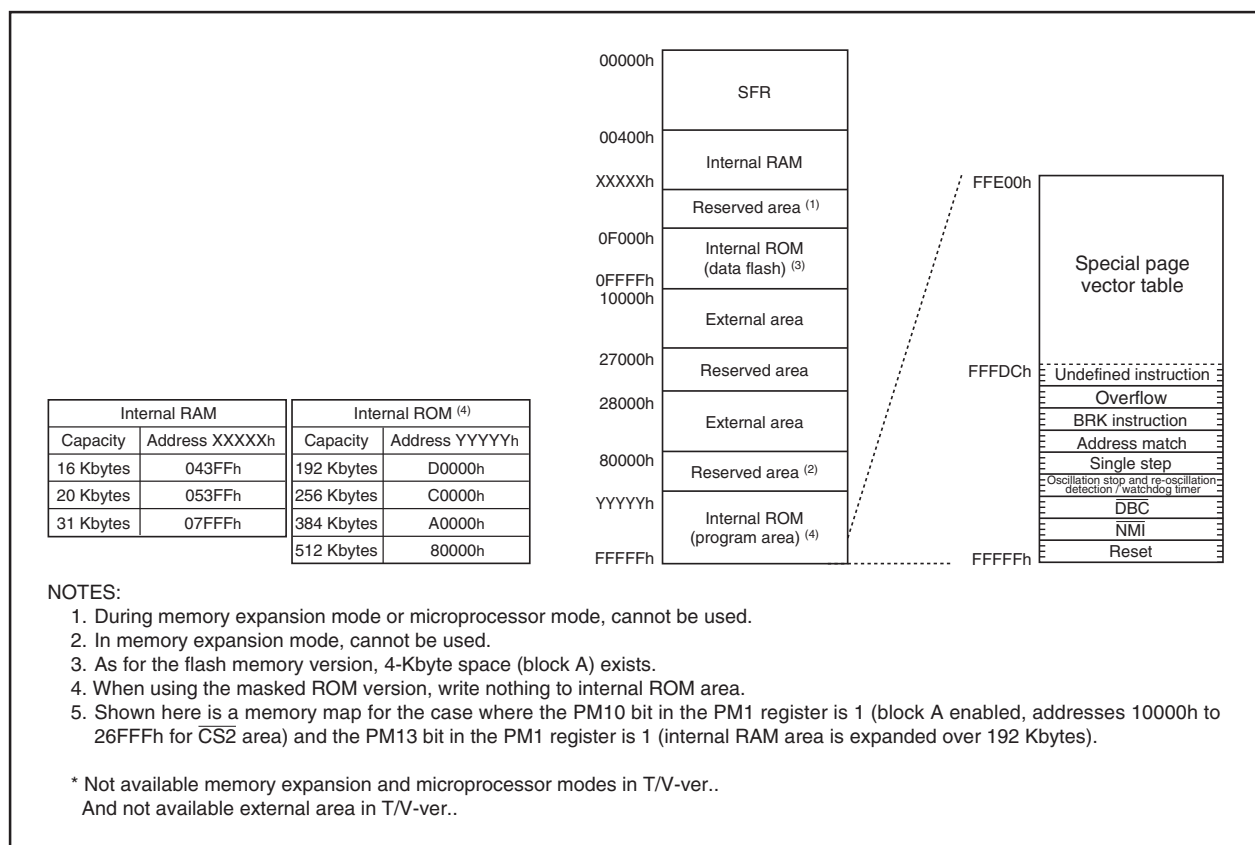 00000h
SFR
00400h
Internal RAM
XXXXXh
Reserved area (1)
0F000h
Internal ROM
(data flash) (3)
0FFFFh
10000h
External area
27000h
Reserved area
28000h
External area
80000h
Reserved area (2)
YYYYYh
Internal ROM
(program area) (4)
FFFFFh
FFE00h
Special page
vector table
FFFDCh
Undefined instruction
Overflow
BRK instruction
Address match
Single step
Oscillation stop and re-oscillation
detection / watchdog timer
DBC
NMI
Reset
FFFFFh
Internal RAM
Capacity Address XXXXXh
16 Kbytes 043FFh
20 Kbytes 053FFh
31 Kbytes 07FFFh
Internal ROM (4)
Capacity Address YYYYYh
192 Kbytes D0000h
256 Kbytes C0000h
384 Kbytes A0000h
512 Kbytes 80000h
NOTES:
1. During memory expansion mode or microprocessor mode, cannot be used.
2. In memory expansion mode, cannot be used.
3. As for the flash memory version, 4-Kbyte space (block A) exists.
4. When using the masked ROM version, write nothing to internal ROM area.
5. Shown here is a memory map for the case where the PM10 bit in the PM1 register is 1 (block A enabled, addresses 10000h to
26FFFh for CS2 area) and the PM13 bit in the PM1 register is 1 (internal RAM area is expanded over 192 Kbytes).
* Not available memory expansion and microprocessor modes in T/V-ver..
And not available external area in T/V-ver..